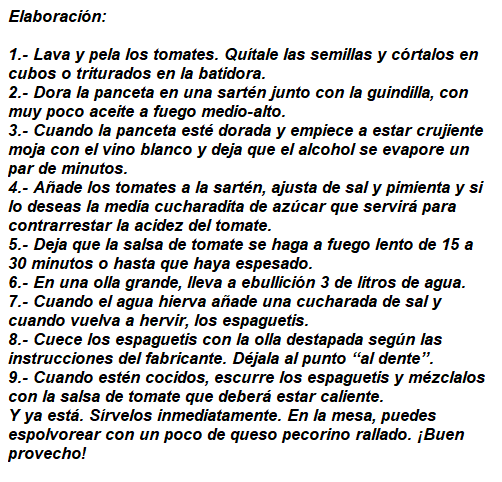 Elaboración:
1.- Lava y pela los tomates. Quítale las semillas y córtalos en
cubos o triturados en la batidora.
2.- Dora la panceta en una sartén junto con la guindilla, con
muy poco aceite a fuego medio-alto.
3.- Cuando la panceta esté dorada y empiece a estar crujiente
moja con el vino blanco y deja que el alcohol se evapore un
par de minutos.
4.- Añade los tomates a la sartén, ajusta de sal y pimienta y si
lo deseas la media cucharadita de azúcar que servirá para
contrarrestar la acidez del tomate.
5.- Deja que la salsa de tomate se haga a fuego lento de 15 a
30 minutos o hasta que haya espesado.
6.- En una olla grande, lleva a ebullición 3 de litros de agua.
7.- Cuando el agua hierva añade una cucharada de sal y
cuando vuelva a hervir, los espaguetis.
8.- Cuece los espaguetis con la olla destapada según las
instrucciones del fabricante. Déjala al punto “al dente”.
9.- Cuando estén cocidos, escurre los espaguetis y mézclalos
con la salsa de tomate que deberá estar caliente.
Y ya está. Sírvelos inmediatamente. En la mesa, puedes
espolvorear con un poco de queso pecorino rallado. ¡Buen
provecho!